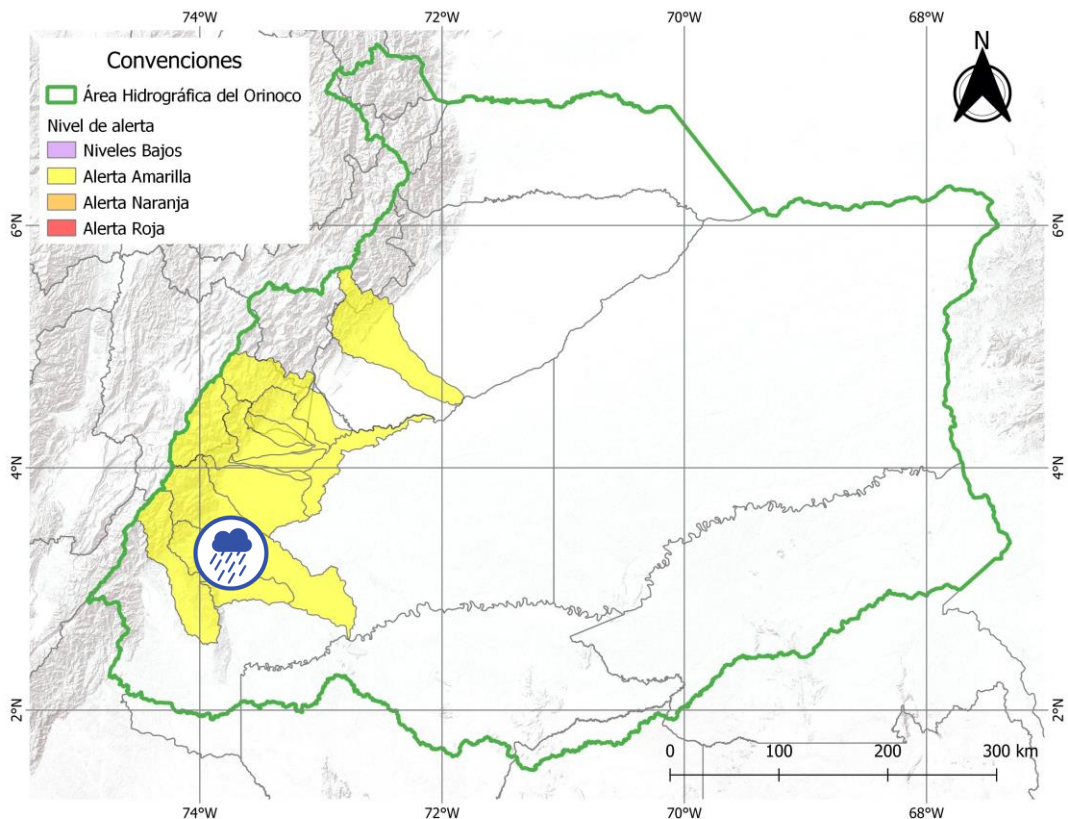 74°W 72°W 70°W 68°W
Convenciones
Área Hidrográfica del Orinoco
Nivel de alerta
Niveles Bajos
Alerta Amarilla
Alerta Naranja
Alerta Roja
N
6°N 6°N
4°N 4°N
2°N 2°N
0 100 200 300 km
74°W 72°W 70°W 68°W